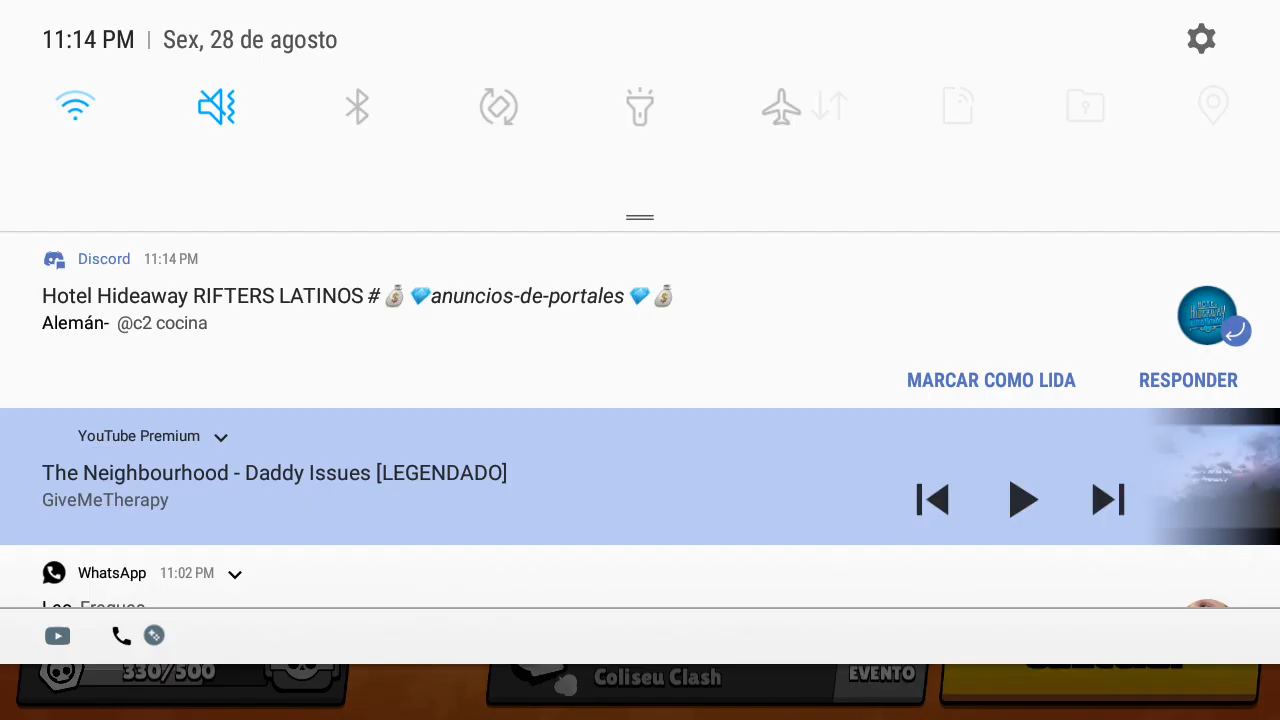 11:14 PM | Sex, 28 de agosto
Discord 11:14 PM
Hotel Hideaway RIFTERS LATINOS #💰💎anuncios-de-portales💎💰
Alemán- @c2 cocina
HOTEL HIDEAWAY
MARCAR COMO LIDA RESPONDER
YouTube Premium
The Neighbourhood - Daddy Issues [LEGENDADO]
GiveMeTherapy
WhatsApp 11:02 PM
330/500
Coliseu Clash
EVENTO